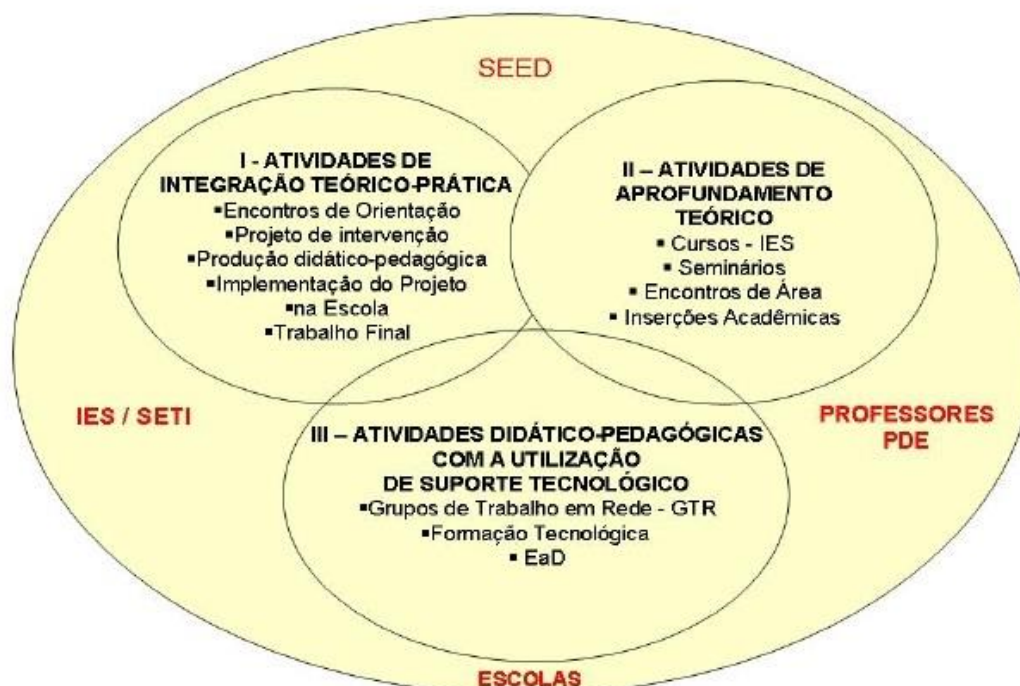 SEED
I - ATIVIDADES DE
INTEGRAÇÃO TEÓRICO-PRÁTICA
▪Encontros de Orientação
▪Projeto de intervenção
▪Produção didático-pedagógica
▪Implementação do Projeto
▪na Escola
▪Trabalho Final
II – ATIVIDADES DE
APROFUNDAMENTO
TEÓRICO
▪ Cursos - IES
▪ Seminários
▪ Encontros de Área
▪ Inserções Acadêmicas
IES / SETI
PROFESSORES
PDE
III – ATIVIDADES DIDÁTICO-PEDAGÓGICAS
COM A UTILIZAÇÃO
DE SUPORTE TECNOLÓGICO
▪Grupos de Trabalho em Rede - GTR
▪Formação Tecnológica
▪ EaD
ESCOLAS